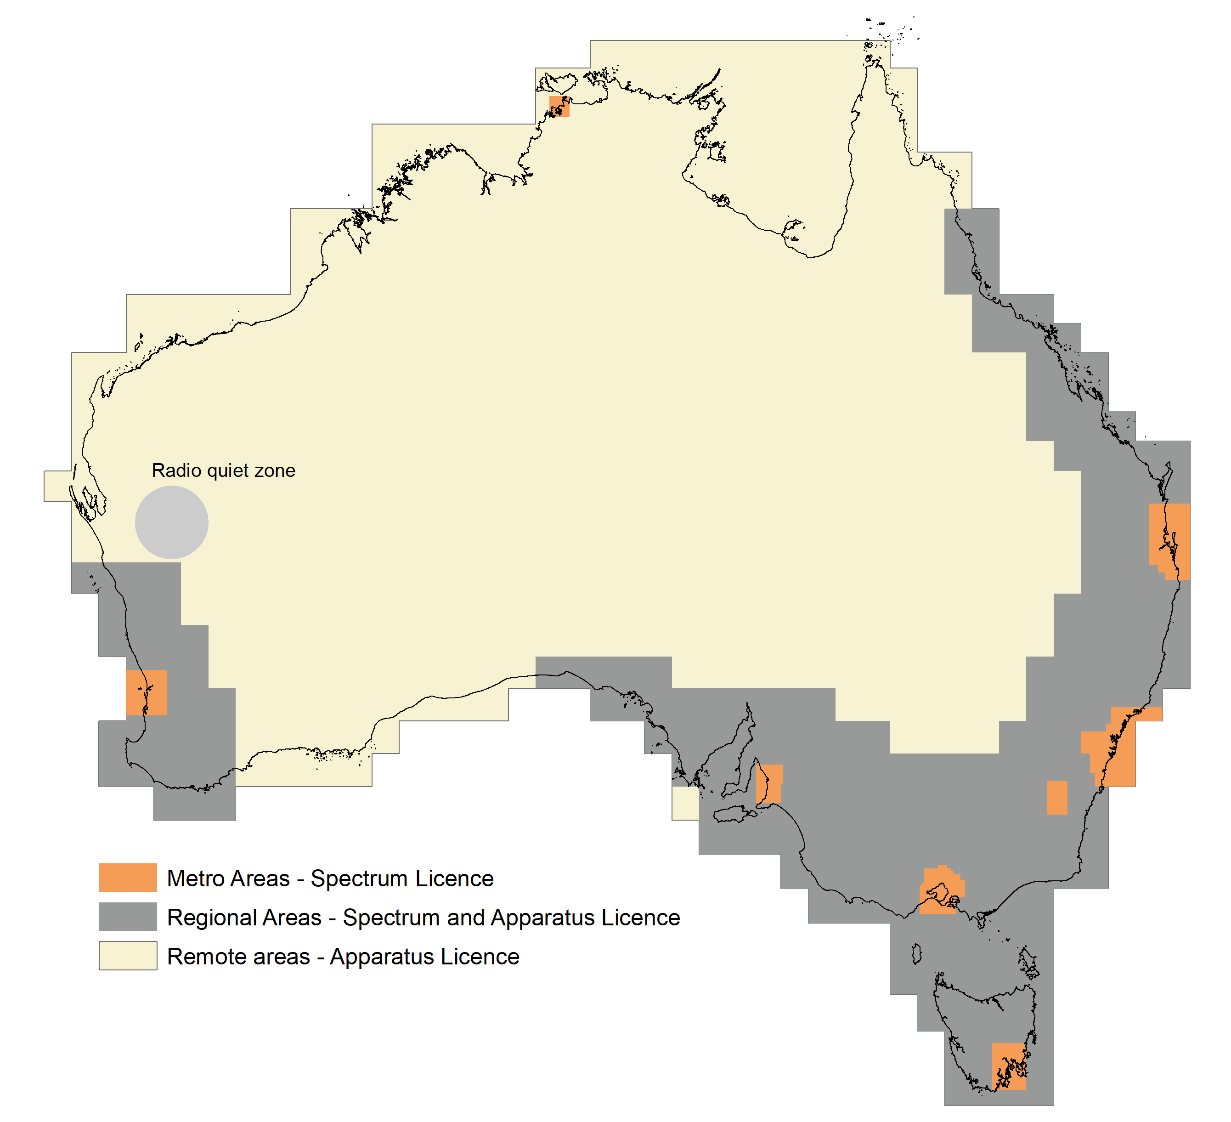 Radio quiet zone
Metro Areas - Spectrum Licence
Regional Areas - Spectrum and Apparatus Licence
Remote areas - Apparatus Licence